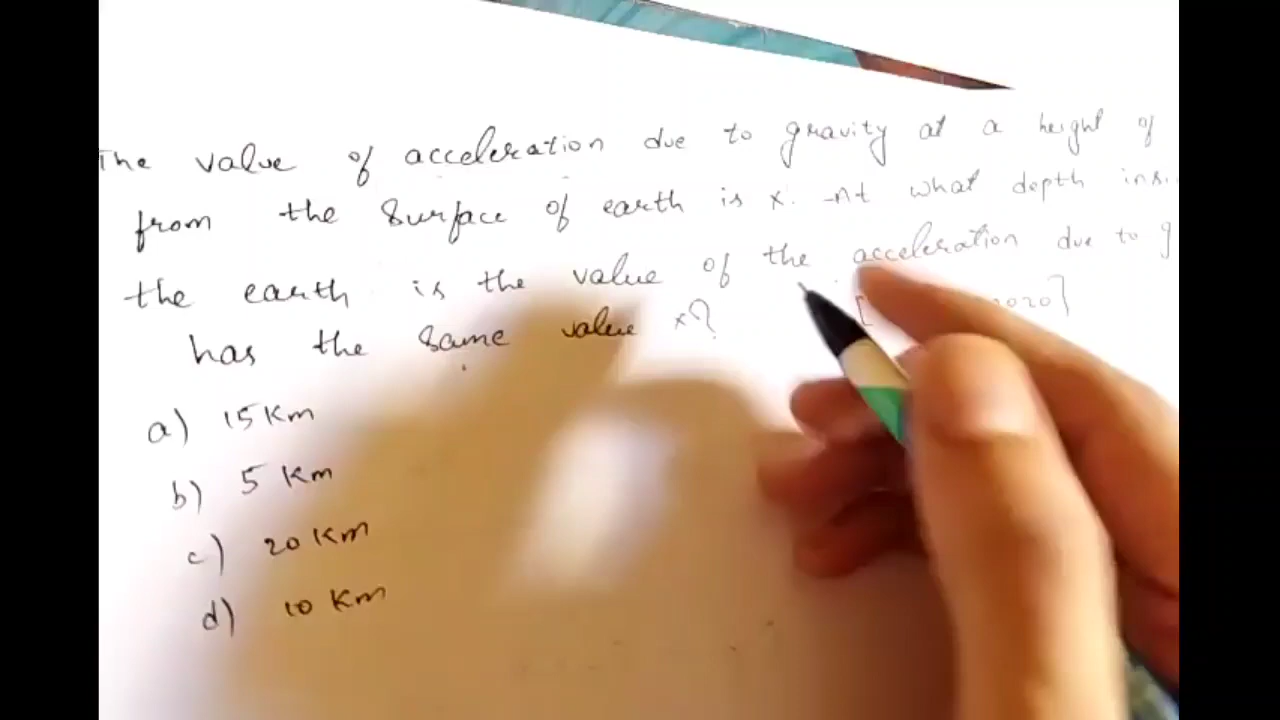 The value of acceleration due to gravity at a height of
from the surface of earth is x. At what depth insi
the earth is the value of the acceleration due to g
has the same value x? [ 2020]
a) 15 Km
b) 5 Km
c) 20 Km
d) 10 Km